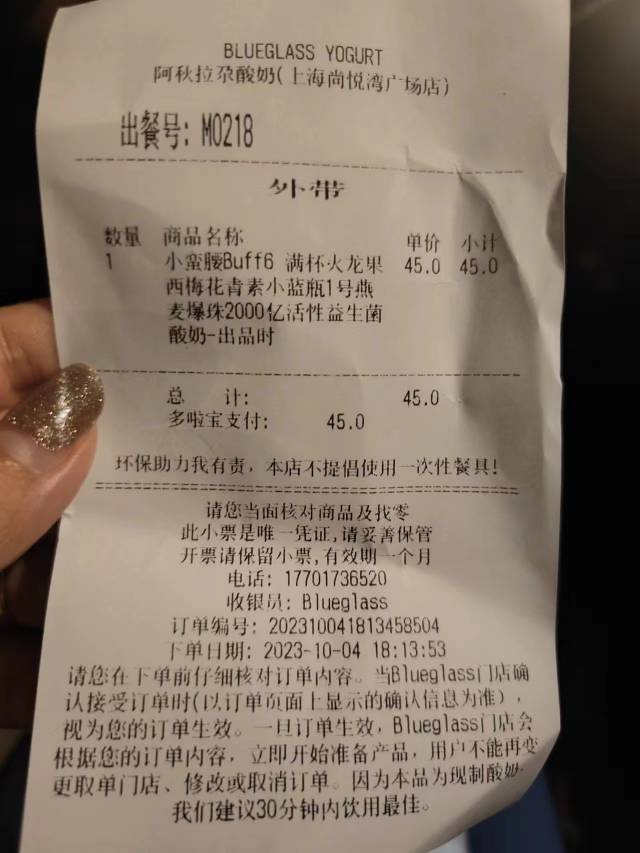 BLUEGLASS YOGURT
阿秋拉尕酸奶(上海尚悦湾广场店)
出餐号: M0218
外带
数量 商品名称 单价 小计
1 小蛮腰Buff6 满杯火龙果 45.0 45.0
西梅花青素小蓝瓶1号燕
麦爆珠2000亿活性益生菌
酸奶-出品时
总 计: 45.0
多啦宝支付: 45.0
环保助力我有责，本店不提倡使用一次性餐具!
请您当面核对商品及找零
此小票是唯一凭证,请妥善保管
开票请保留小票,有效期一个月
电话: 17701736520
收银员: Blueglass
订单编号: 202310041813458504
下单日期: 2023-10-04 18:13:53
请您在下单前仔细核对订单内容。当Blueglass门店确
认接受订单时(以订单页面上显示的确认信息为准)，
视为您的订单生效。一旦订单生效，Blueglass门店会
根据您的订单内容，立即开始准备产品，用户不能再变
更取单门店、修改或取消订单。因为本品为现制酸奶，
我们建议30分钟内饮用最佳。